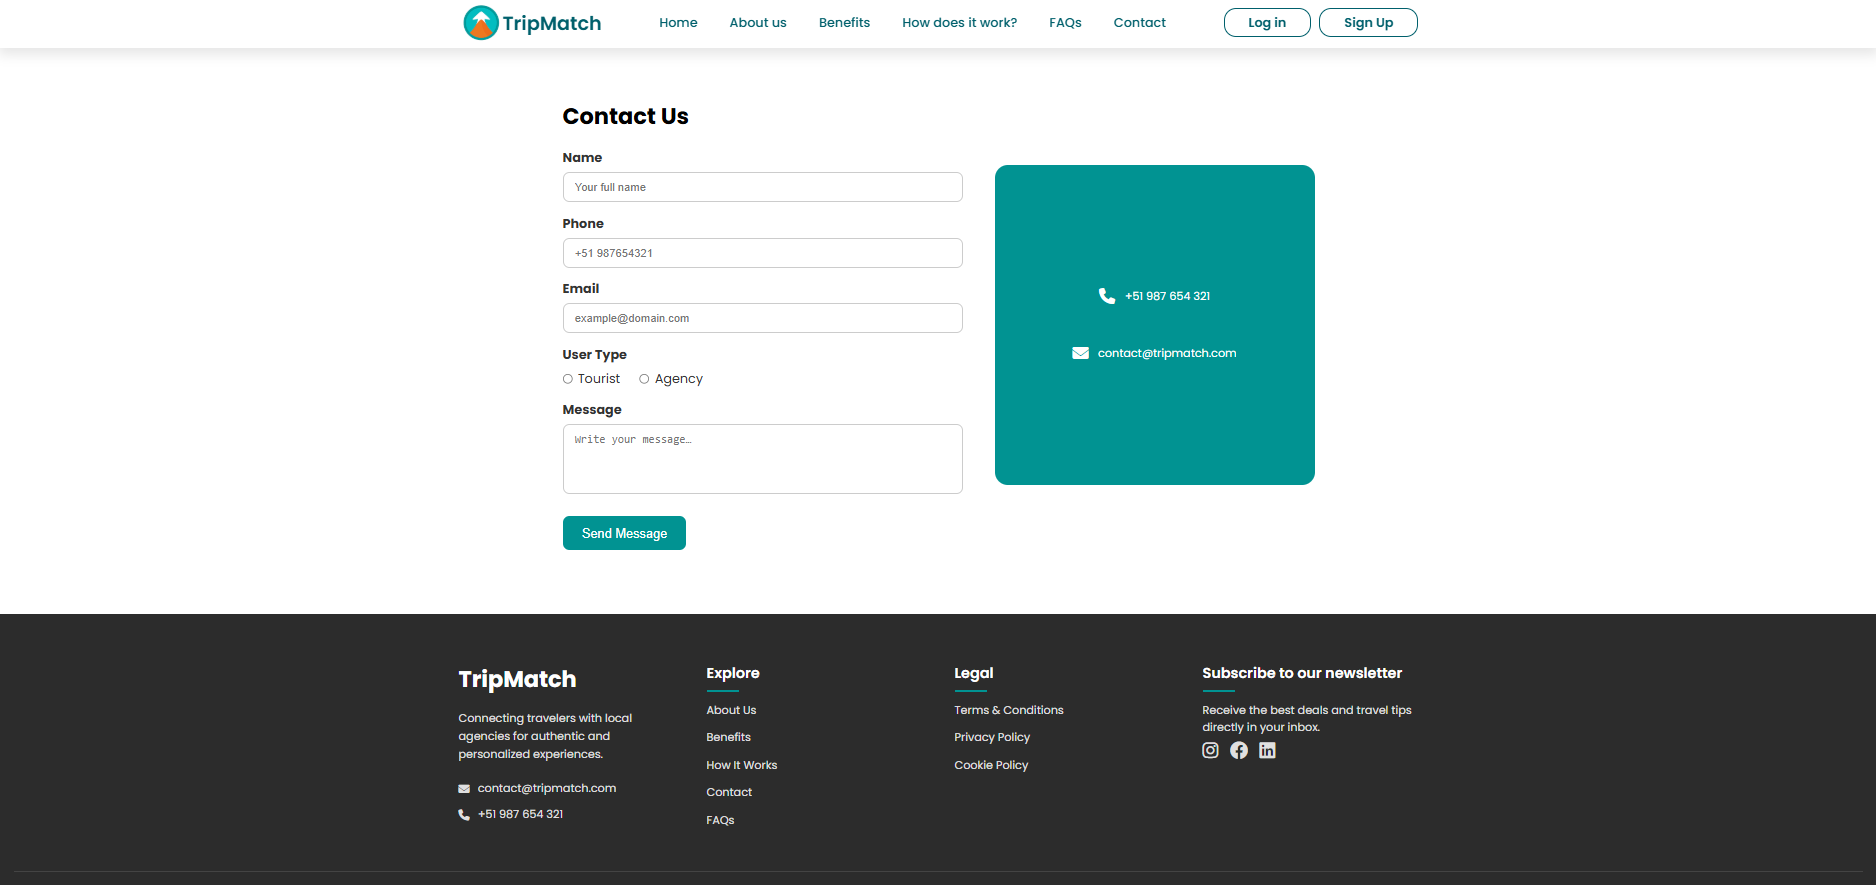 TripMatch
Home
About us
Benefits
How does it work?
FAQs
Contact
Log in
Sign Up
Contact Us
Name
Your full name
Phone
+51 987654321
Email
example@domain.com
User Type
Tourist
Agency
Message
Write your message…
Send Message
+51 987 654 321
contact@tripmatch.com
TripMatch
Connecting travelers with local
agencies for authentic and
personalized experiences.
contact@tripmatch.com
+51 987 654 321
Explore
About Us
Benefits
How It Works
Contact
FAQs
Legal
Terms & Conditions
Privacy Policy
Cookie Policy
Subscribe to our newsletter
Receive the best deals and travel tips
directly in your inbox.